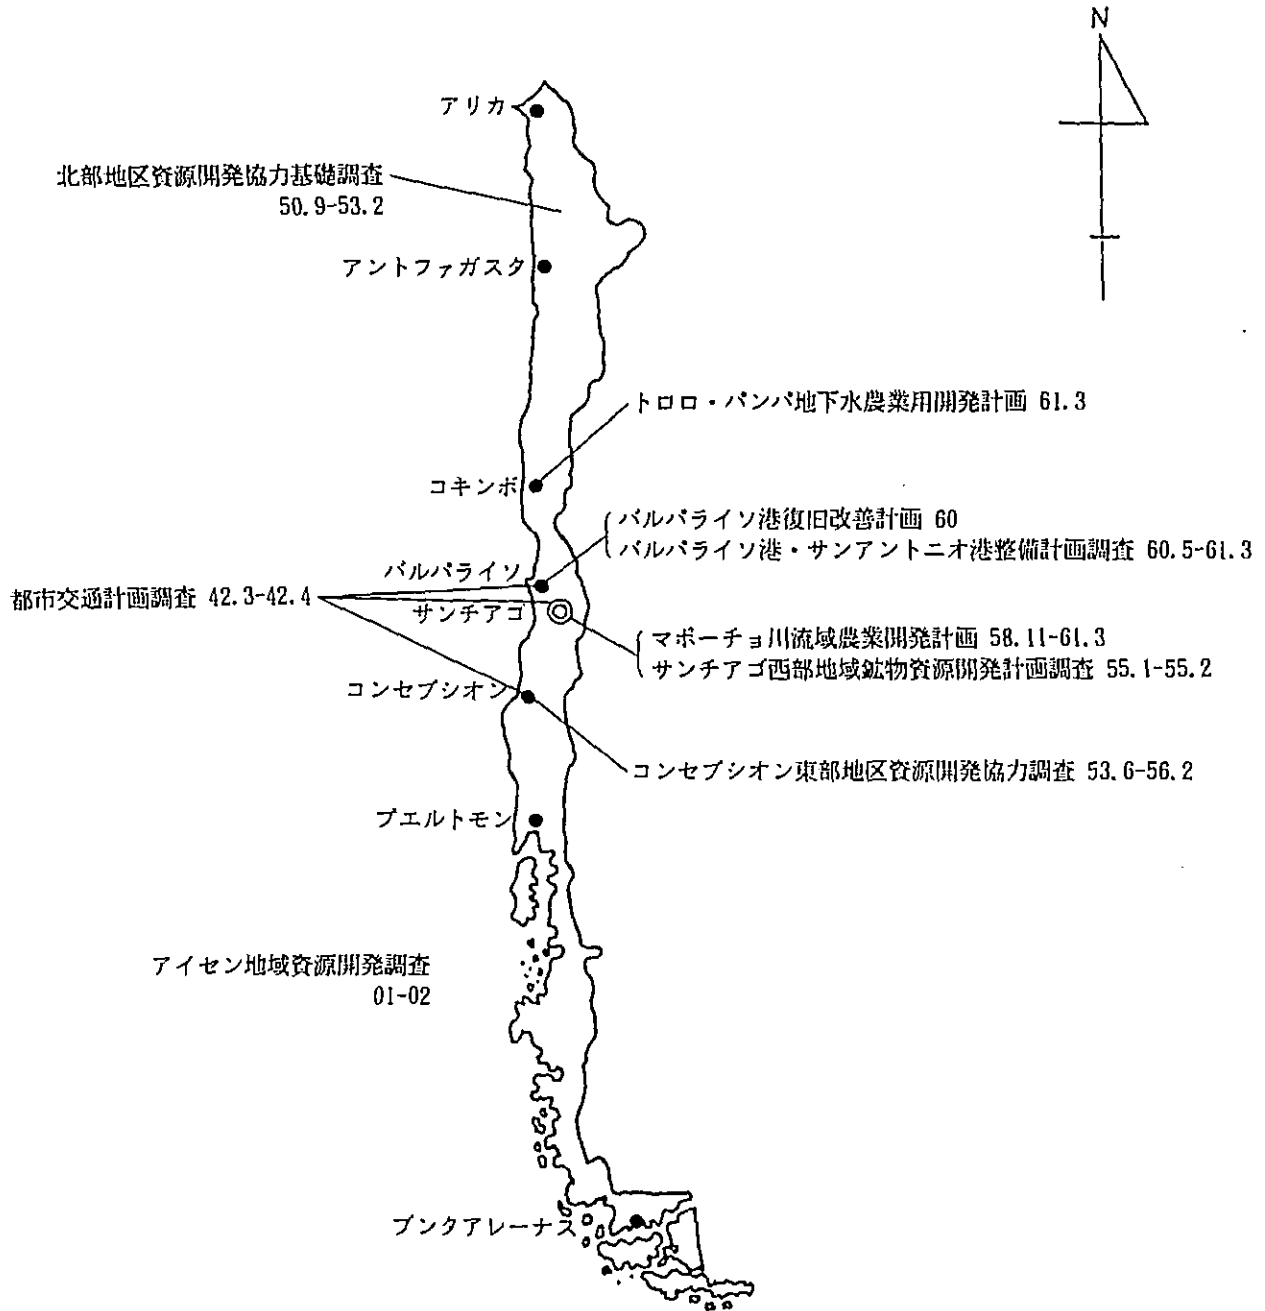 N
アリカ
北部地区資源開発協力基礎調査
50.9-53.2
アントファガスタ
トロロ・パンパ地下水農業用開発計画 61.3
コキンボ
バルパライソ港復旧改善計画 60
バルパライソ港・サンアントニオ港整備計画調査 60.5-61.3
バルパライソ
都市交通計画調査 42.3-42.4
サンチアゴ
マポーチョ川流域農業開発計画 58.11-61.3
サンチアゴ西部地域鉱物資源開発計画調査 55.1-55.2
コンセプシオン
コンセプシオン東部地区資源開発協力調査 53.6-56.2
プエルトモン
アイセン地域資源開発調査
01-02
プンタアレーナス